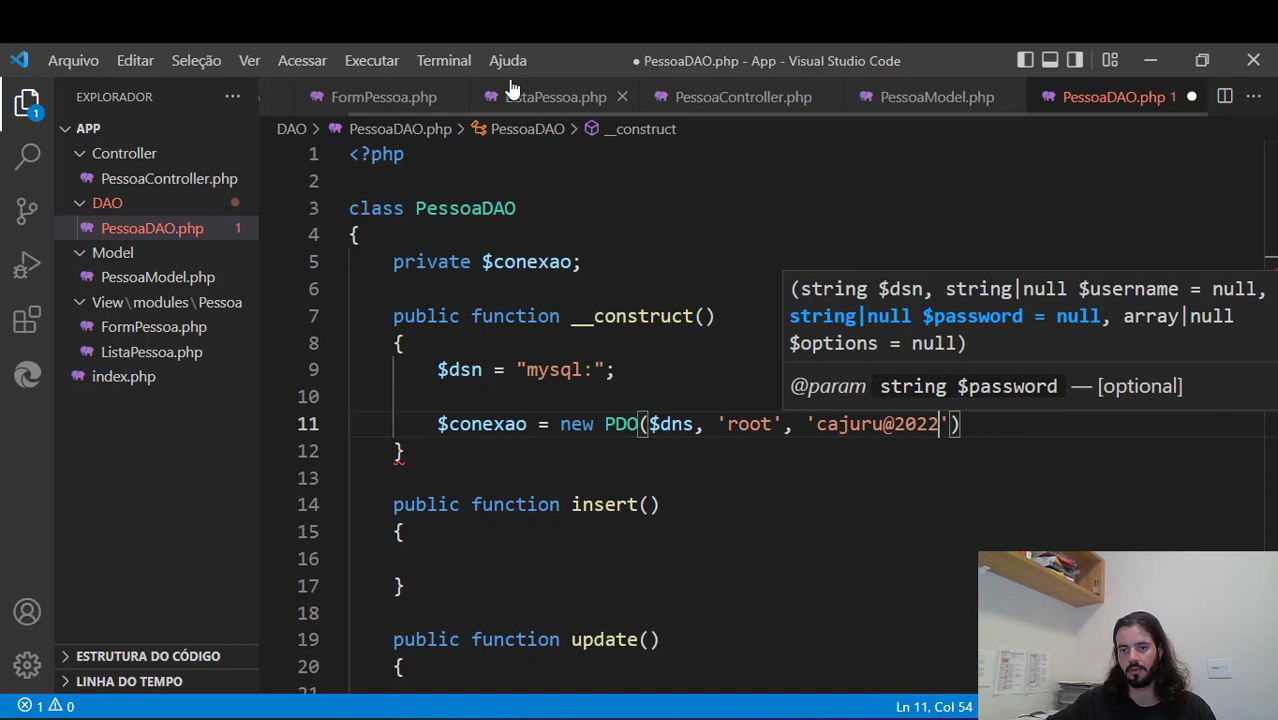 Arquivo Editar Seleção Ver Acessar Executar Terminal Ajuda ● PessoaDAO.php - App - Visual Studio Code
EXPLORADOR ··· FormPessoa.php ListaPessoa.php PessoaController.php PessoaModel.php PessoaDAO.php 1 ● ···
1
APP
Controller
PessoaController.php
DAO
PessoaDAO.php 1
Model
PessoaModel.php
View\modules\Pessoa
FormPessoa.php
ListaPessoa.php
index.php
ESTRUTURA DO CÓDIGO
LINHA DO TEMPO
DAO > PessoaDAO.php > PessoaDAO > __construct
1 <?php
2
3 class PessoaDAO
4 {
5 private $conexao;
6
7 public function __construct()
8 {
9 $dsn = "mysql:";
10
11 $conexao = new PDO($dns, 'root', 'cajuru@2022')
12 }
13
14 public function insert()
15 {
16
17 }
18
19 public function update()
20 {
(string $dsn, string|null $username = null,
string|null $password = null, array|null
$options = null)
@param string $password — [optional]
1 0 Ln 11, Col 54